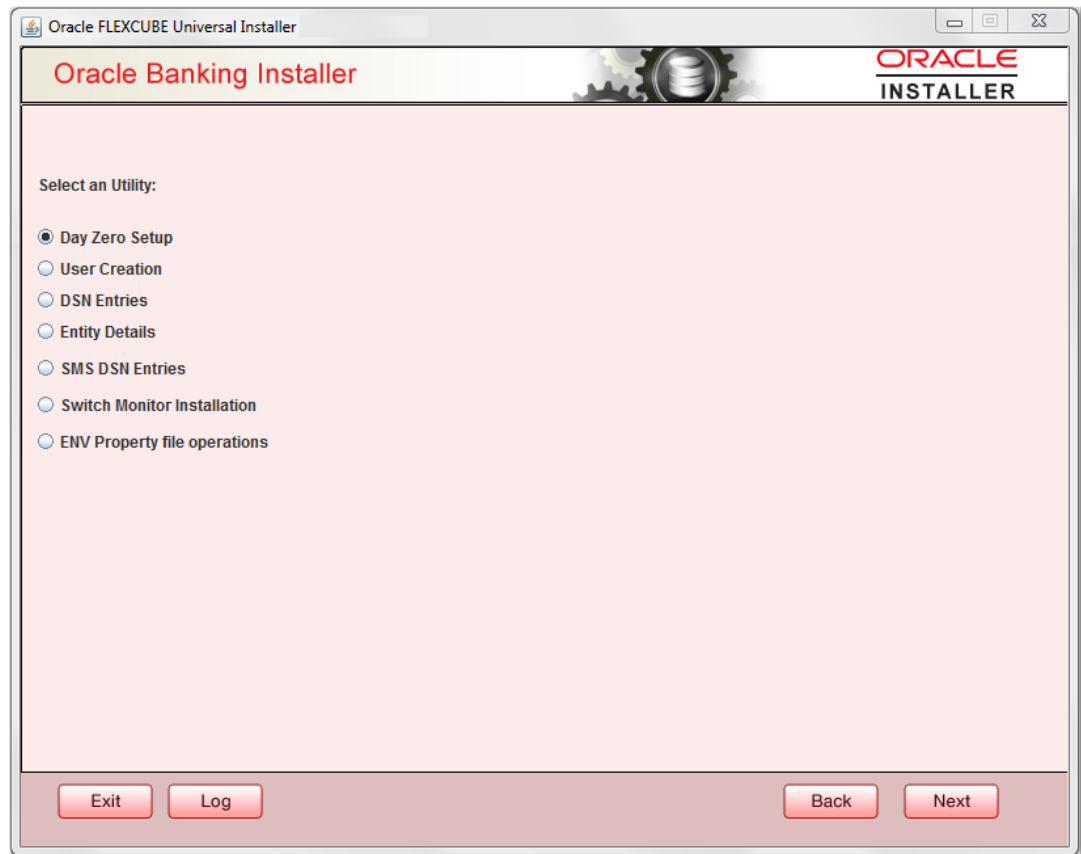 Oracle FLEXCUBE Universal Installer
Oracle Banking Installer
ORACLE
INSTALLER
Select an Utility:
Day Zero Setup
User Creation
DSN Entries
Entity Details
SMS DSN Entries
Switch Monitor Installation
ENV Property file operations
Exit
Log
Back
Next